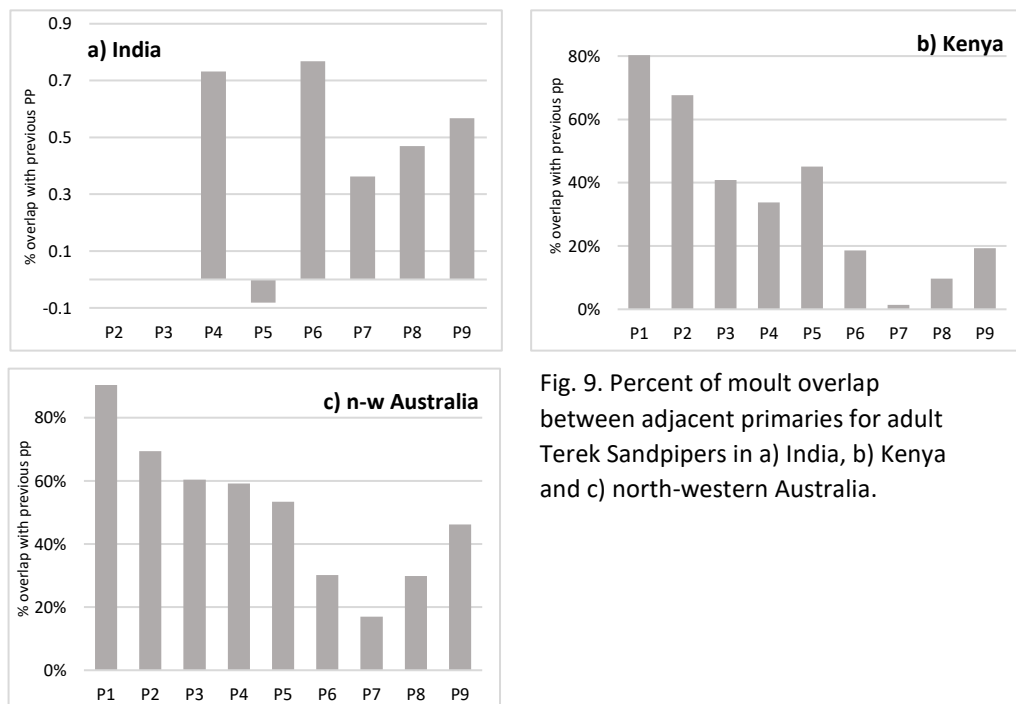 a) India
% overlap with previous PP
0.9
0.7
0.5
0.3
0.1
-0.1
P2 P3 P4 P5 P6 P7 P8 P9
b) Kenya
% overlap with previous pp
80%
60%
40%
20%
0%
P1 P2 P3 P4 P5 P6 P7 P8 P9
c) n-w Australia
% overlap with previous pp
80%
60%
40%
20%
0%
P1 P2 P3 P4 P5 P6 P7 P8 P9
Fig. 9. Percent of moult overlap
between adjacent primaries for adult
Terek Sandpipers in a) India, b) Kenya
and c) north-western Australia.